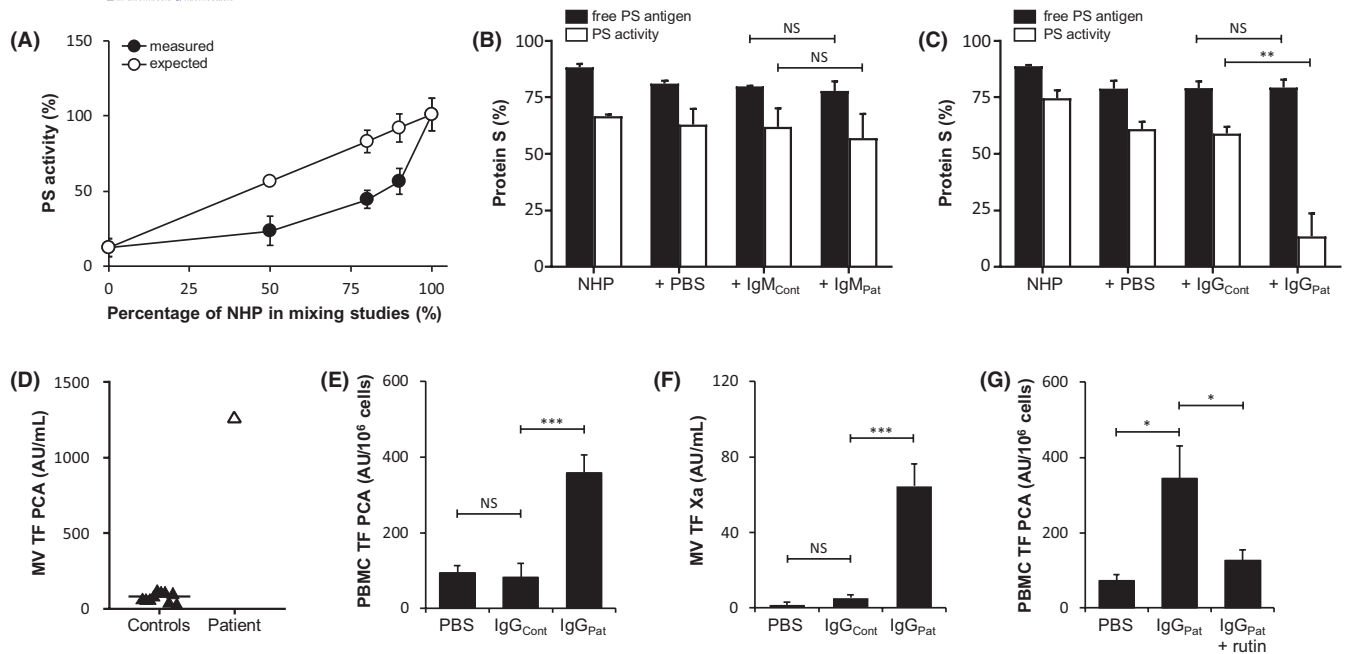 (A)
150
100
50
0
PS activity (%)
measured
expected
0
25
50
75
100
Percentage of NHP in mixing studies (%)
(B)
free PS antigen
PS activity
100
75
50
25
0
Protein S (%)
NS
NS
NHP
+ PBS
+ IgMCont
+ IgMPat
(C)
free PS antigen
PS activity
100
75
50
25
0
Protein S (%)
NS
**
NHP
+ PBS
+ IgGCont
+ IgGPat
(D)
1500
1000
500
0
MV TF PCA (AU/mL)
Controls
Patient
(E)
600
400
200
0
PBMC TF PCA (AU/10⁶ cells)
NS
***
PBS
IgGCont
IgGPat
(F)
120
80
40
0
MV TF Xa (AU/mL)
NS
***
PBS
IgGCont
IgGPat
(G)
600
400
200
0
PBMC TF PCA (AU/10⁶ cells)
*
*
PBS
IgGPat
IgGPat
+ rutin